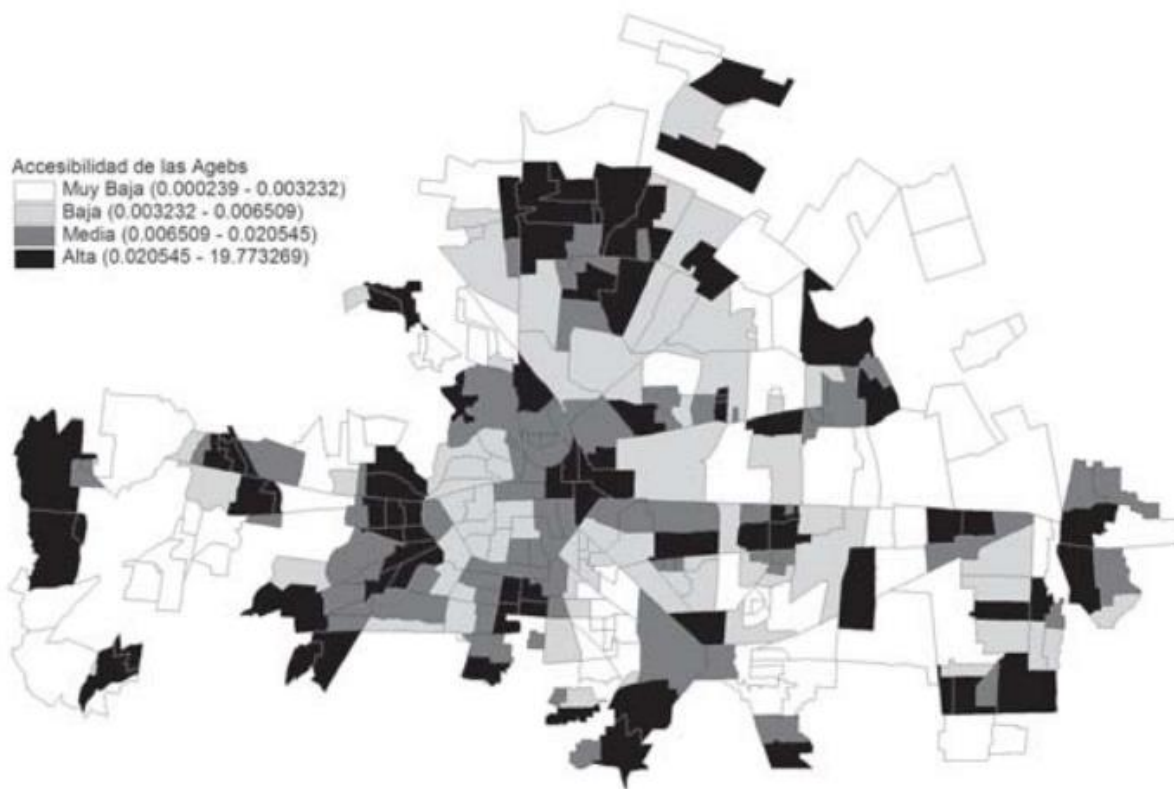 Accesibilidad de las Agebs
Muy Baja (0.000239 - 0.003232)
Baja (0.003232 - 0.006509)
Media (0.006509 - 0.020545)
Alta (0.020545 - 19.773269)